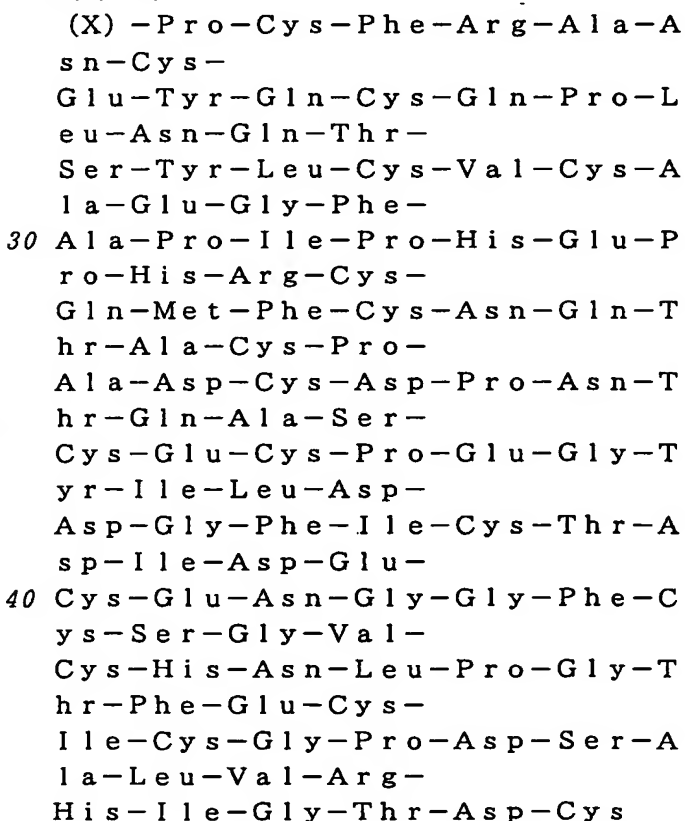 (X) -Pro-Cys-Phe-Arg-Ala-A
sn-Cys-
Glu-Tyr-Gln-Cys-Gln-Pro-L
eu-Asn-Gln-Thr-
Ser-Tyr-Leu-Cys-Val-Cys-A
la-Glu-Gly-Phe-
30 Ala-Pro-Ile-Pro-His-Glu-P
ro-His-Arg-Cys-
Gln-Met-Phe-Cys-Asn-Gln-T
hr-Ala-Cys-Pro-
Ala-Asp-Cys-Asp-Pro-Asn-T
hr-Gln-Ala-Ser-
Cys-Glu-Cys-Pro-Glu-Gly-T
yr-Ile-Leu-Asp-
Asp-Gly-Phe-Ile-Cys-Thr-A
sp-Ile-Asp-Glu-
40 Cys-Glu-Asn-Gly-Gly-Phe-C
ys-Ser-Gly-Val-
Cys-His-Asn-Leu-Pro-Gly-T
hr-Phe-Glu-Cys-
Ile-Cys-Gly-Pro-Asp-Ser-A
la-Leu-Val-Arg-
His-Ile-Gly-Thr-Asp-Cys